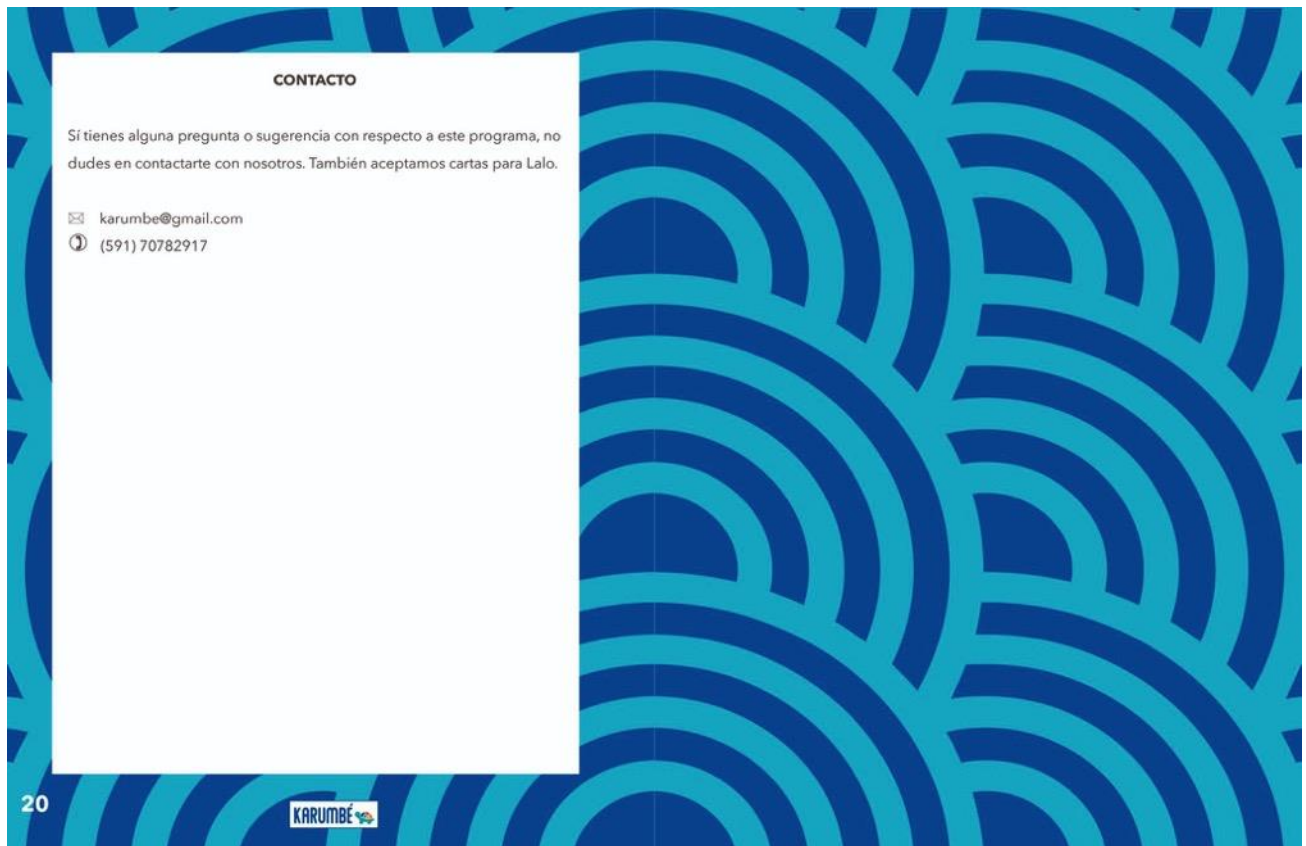 CONTACTO
Sí tienes alguna pregunta o sugerencia con respecto a este programa, no
dudes en contactarte con nosotros. También aceptamos cartas para Lalo.
karumbe@gmail.com
(591) 70782917
20
KARUMBÉ